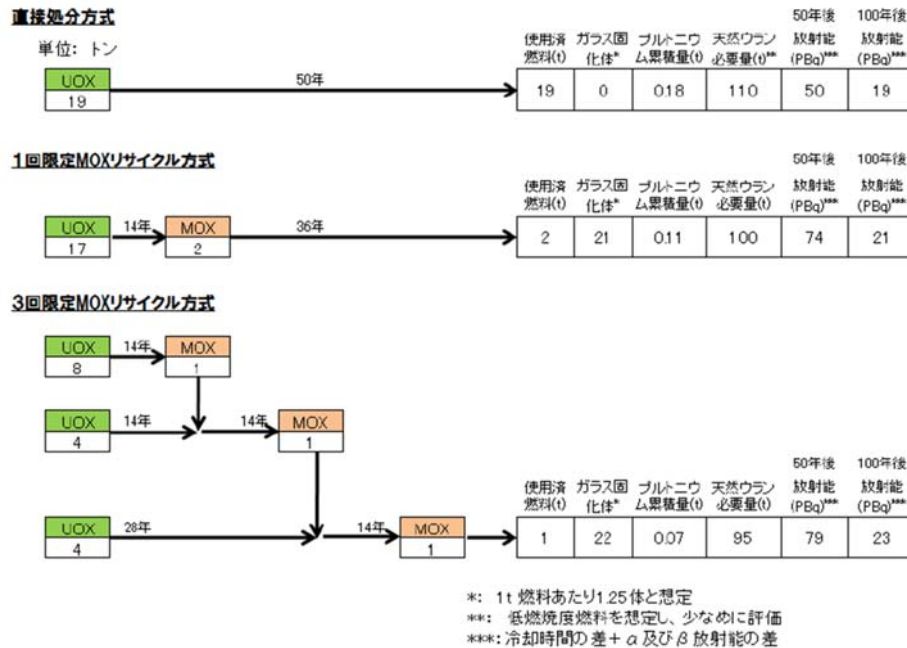 直接処分方式
単位: トン
UOX
19
50年
使用済燃料(t) ガラス固化体* プルトニウム累積量(t) 天然ウラン必要量(t)** 50年後放射能(PBq)*** 100年後放射能(PBq)***
19 0 0.18 110 50 19
1回限定MOXリサイクル方式
UOX
17
14年
MOX
2
36年
使用済燃料(t) ガラス固化体* プルトニウム累積量(t) 天然ウラン必要量(t) 50年後放射能(PBq)*** 100年後放射能(PBq)***
2 21 0.11 100 74 21
3回限定MOXリサイクル方式
UOX
8
14年
MOX
1
UOX
4
14年
14年
MOX
1
UOX
4
28年
14年
MOX
1
使用済燃料(t) ガラス固化体* プルトニウム累積量(t) 天然ウラン必要量(t) 50年後放射能(PBq)*** 100年後放射能(PBq)***
1 22 0.07 95 79 23
*: 1t 燃料あたり1.25体と想定
**: 低燃焼度燃料を想定し、少なめに評価
***: 冷却時間の差+α及びβ放射能の差